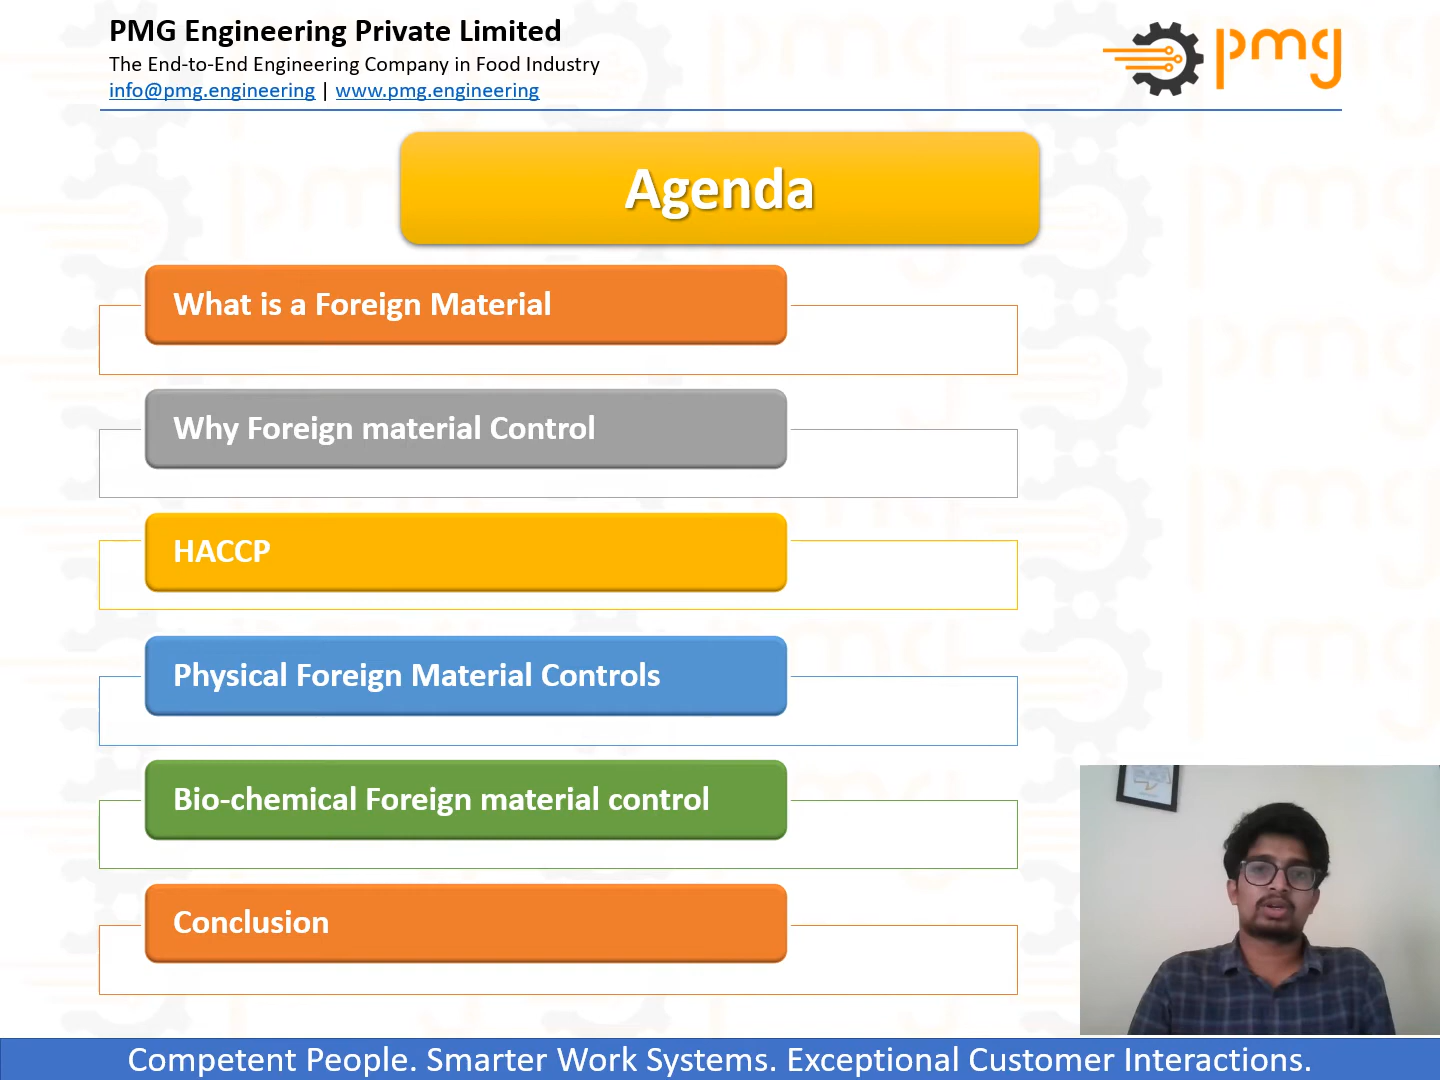 PMG Engineering Private Limited
The End-to-End Engineering Company in Food Industry
info@pmg.engineering | www.pmg.engineering
pmg
Agenda
What is a Foreign Material
Why Foreign material Control
HACCP
Physical Foreign Material Controls
Bio-chemical Foreign material control
Conclusion
Competent People. Smarter Work Systems. Exceptional Customer Interactions.